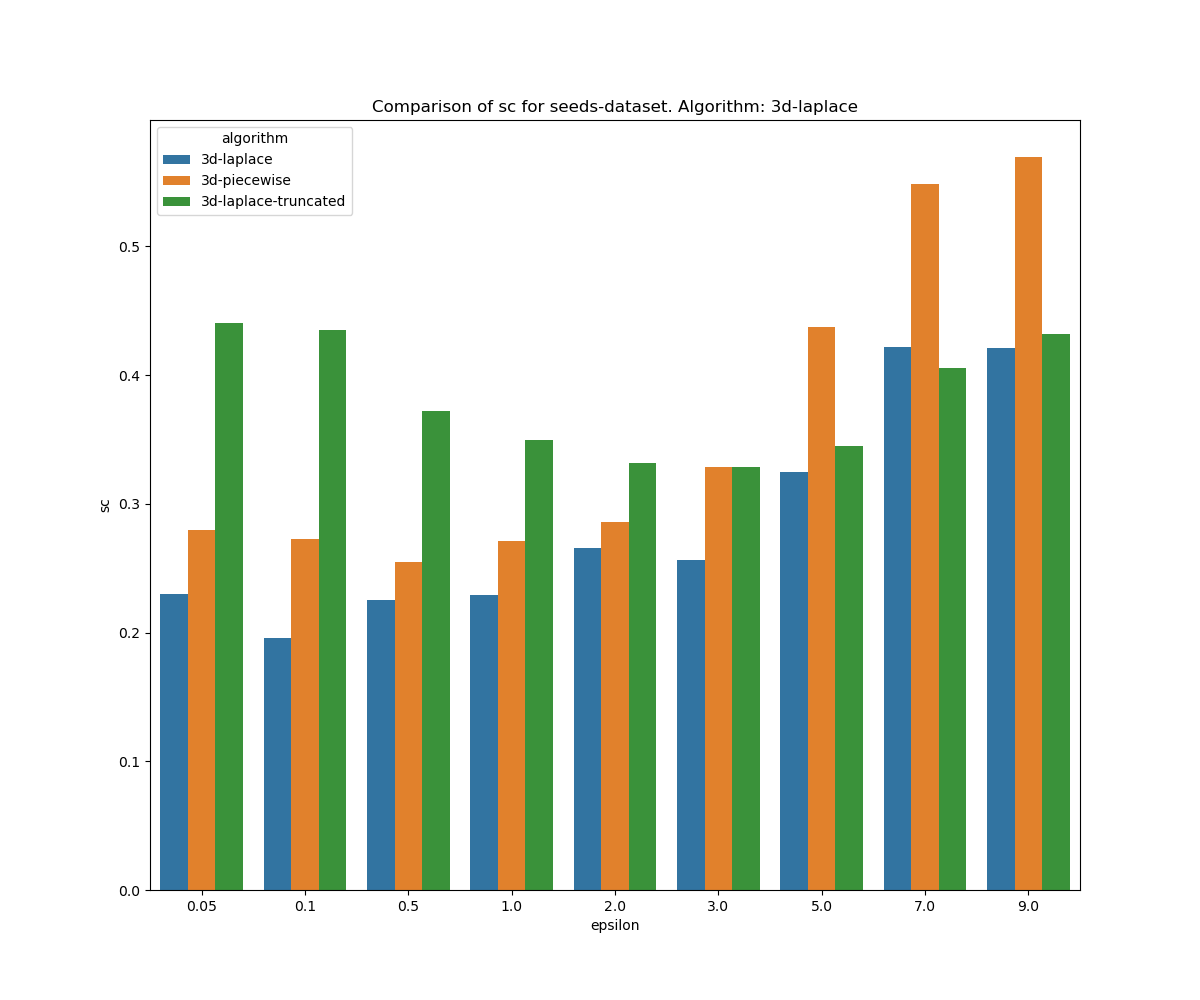 Comparison of sc for seeds-dataset. Algorithm: 3d-laplace
algorithm
3d-laplace
3d-piecewise
3d-laplace-truncated
sc
0.5
0.4
0.3
0.2
0.1
0.0
0.05 0.1 0.5 1.0 2.0 3.0 5.0 7.0 9.0
epsilon